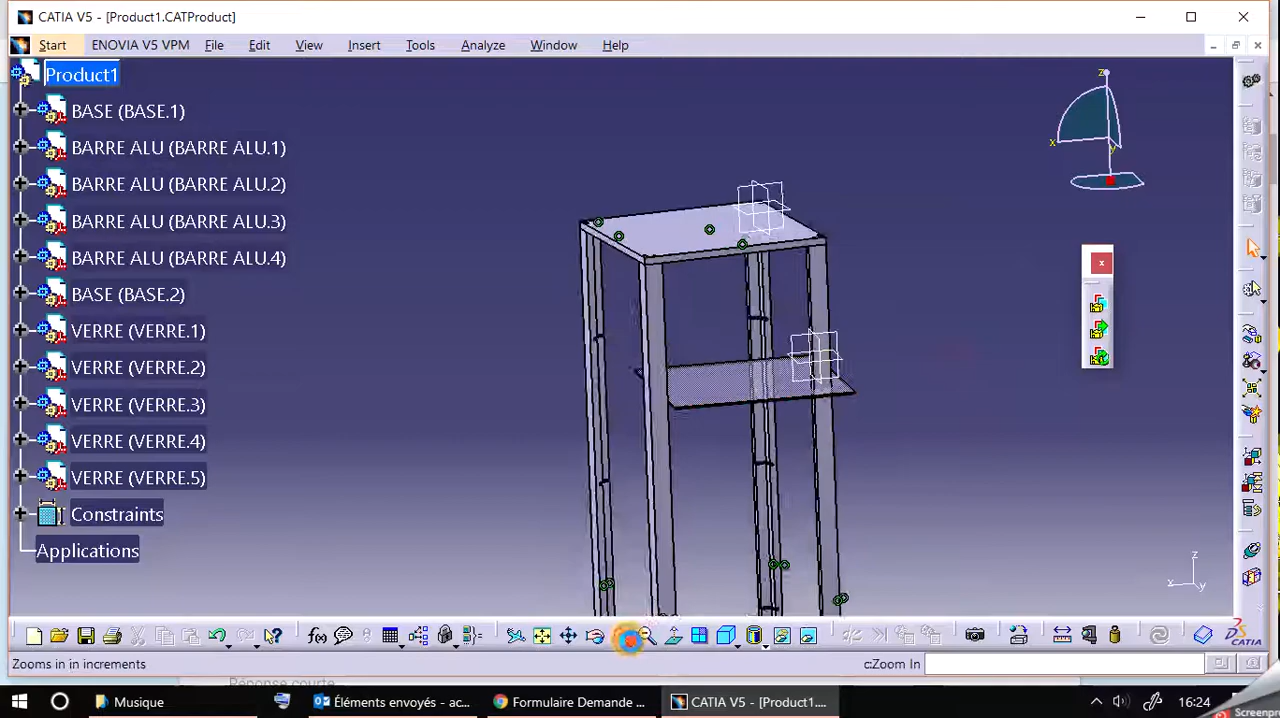 CATIA V5 - [Product1.CATProduct]
Start ENOVIA V5 VPM File Edit View Insert Tools Analyze Window Help
Product1
BASE (BASE.1)
BARRE ALU (BARRE ALU.1)
BARRE ALU (BARRE ALU.2)
BARRE ALU (BARRE ALU.3)
BARRE ALU (BARRE ALU.4)
BASE (BASE.2)
VERRE (VERRE.1)
VERRE (VERRE.2)
VERRE (VERRE.3)
VERRE (VERRE.4)
VERRE (VERRE.5)
Constraints
Applications
z
x
y
x
z
x
y
f(x)
CATIA
Zooms in in increments
c:Zoom In
Réponse courte
Musique
Éléments envoyés - ac...
Formulaire Demande ...
CATIA V5 - [Product1....
16:24
Screenpr